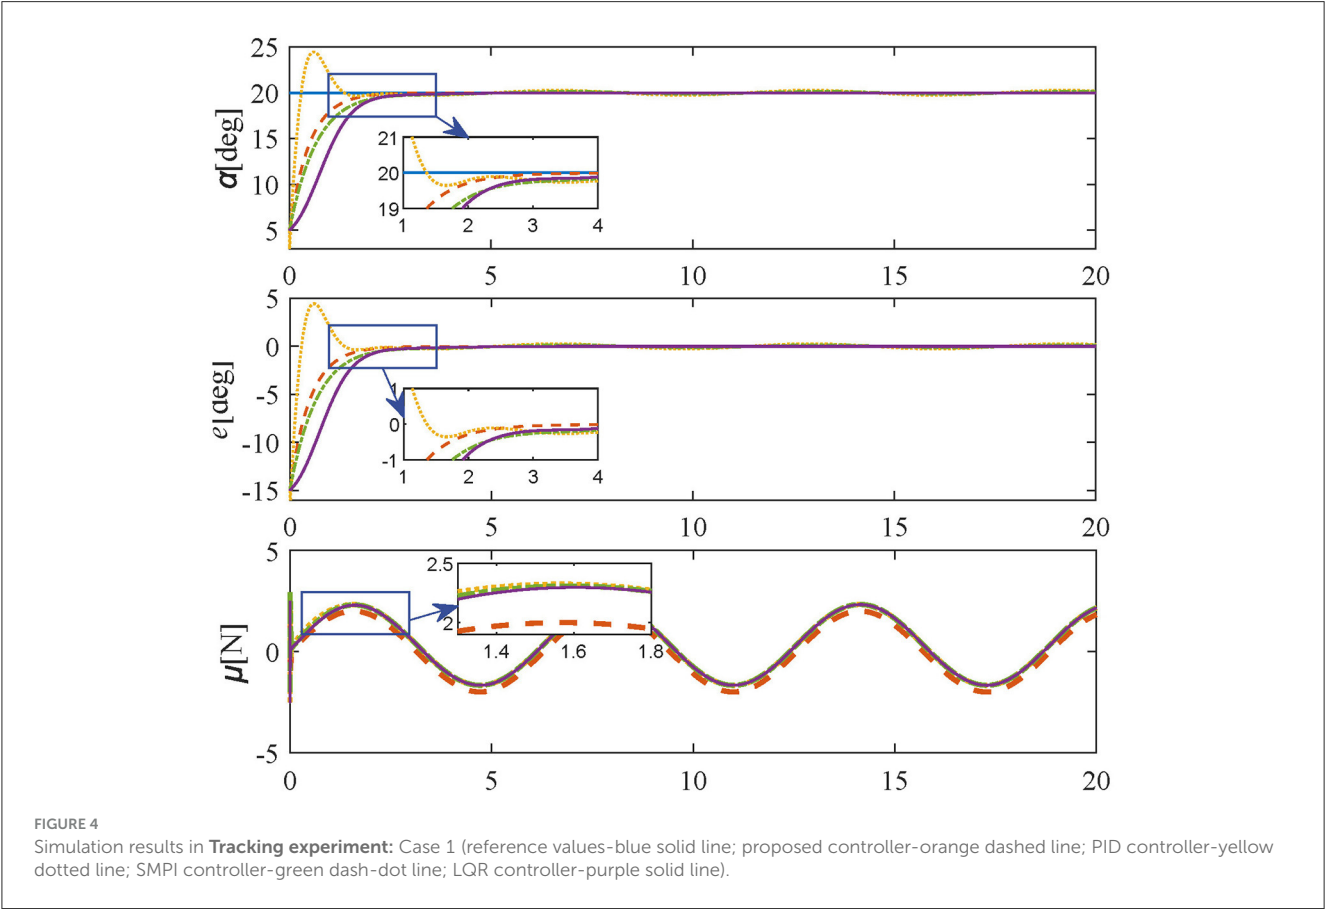 25
20
15
10
5
α[deg]
21
20
19
1 2 3 4
0 5 10 15 20
5
0
-5
-10
-15
e[deg]
1
0
-1
1 2 3 4
0 5 10 15 20
5
0
-5
μ[N]
2.5
2
1.4 1.6 1.8
0 5 10 15 20
FIGURE 4
Simulation results in Tracking experiment: Case 1 (reference values-blue solid line; proposed controller-orange dashed line; PID controller-yellow
dotted line; SMPI controller-green dash-dot line; LQR controller-purple solid line).